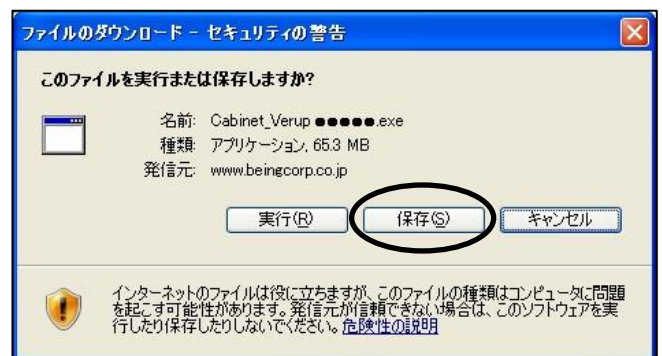 ファイルのダウンロード - セキュリティの警告
このファイルを実行または保存しますか?
名前: Cabinet_Verup ●●●●●.exe
種類: アプリケーション, 65.3 MB
発信元: www.beingcorp.co.jp
実行(R) 保存(S) キャンセル
インターネットのファイルは役に立ちますが、このファイルの種類はコンピュータに問題
を起こす可能性があります。発信元が信頼できない場合は、このソフトウェアを実
行したり保存したりしないでください。危険性の説明